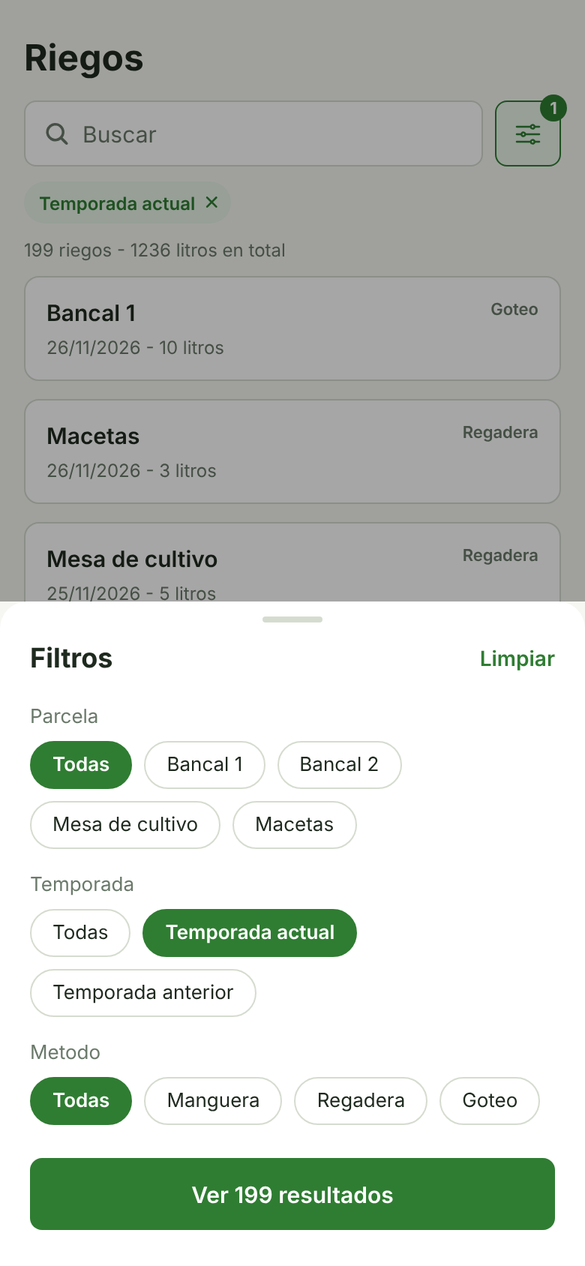 Riegos
Buscar
1
Temporada actual ✕
199 riegos - 1236 litros en total
Bancal 1
Goteo
26/11/2026 - 10 litros
Macetas
Regadera
26/11/2026 - 3 litros
Mesa de cultivo
Regadera
25/11/2026 - 5 litros
Filtros
Limpiar
Parcela
Todas
Bancal 1
Bancal 2
Mesa de cultivo
Macetas
Temporada
Todas
Temporada actual
Temporada anterior
Metodo
Todas
Manguera
Regadera
Goteo
Ver 199 resultados